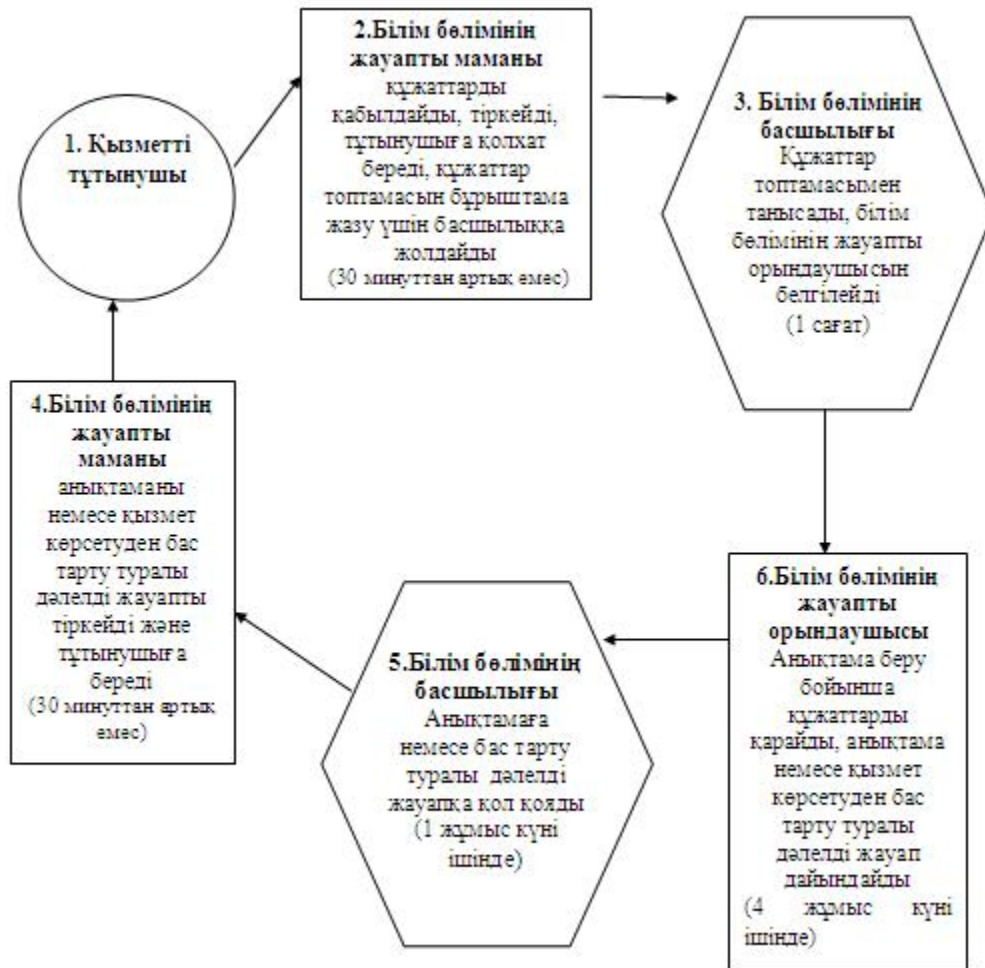 1. Қызметті
тұтынушы
2.Білім бөлімінің
жауапты маманы
құжаттарды
қабылдайды, тіркейді,
тұтынушыға қолхат
береді, құжаттар
топтамасын бұрыштама
жазу үшін басшылыққа
жолдайды
(30 минуттан артық емес)
3. Білім бөлімінің
басшылығы
Құжаттар
топтамасымен
танысады, білім
бөлімінің жауапты
орындаушысын
белгілейді
(1 сағат)
4.Білім бөлімінің
жауапты
маманы
анықтаманы
немесе қызмет
көрсетуден бас
тарту туралы
дәлелді жауапты
тіркейді және
тұтынушыға
береді
(30 минуттан артық
емес)
5.Білім бөлімінің
басшылығы
Анықтамаға
немесе бас тарту
туралы дәлелді
жауапқа қол қояды
(1 жұмыс күні
ішінде)
6.Білім бөлімінің
жауапты
орындаушысы
Анықтама беру
бойынша
құжаттарды
қарайды, анықтама
немесе қызмет
көрсетуден бас
тарту туралы
дәлелді жауап
дайындайды
(4 жұмыс күні
ішінде)